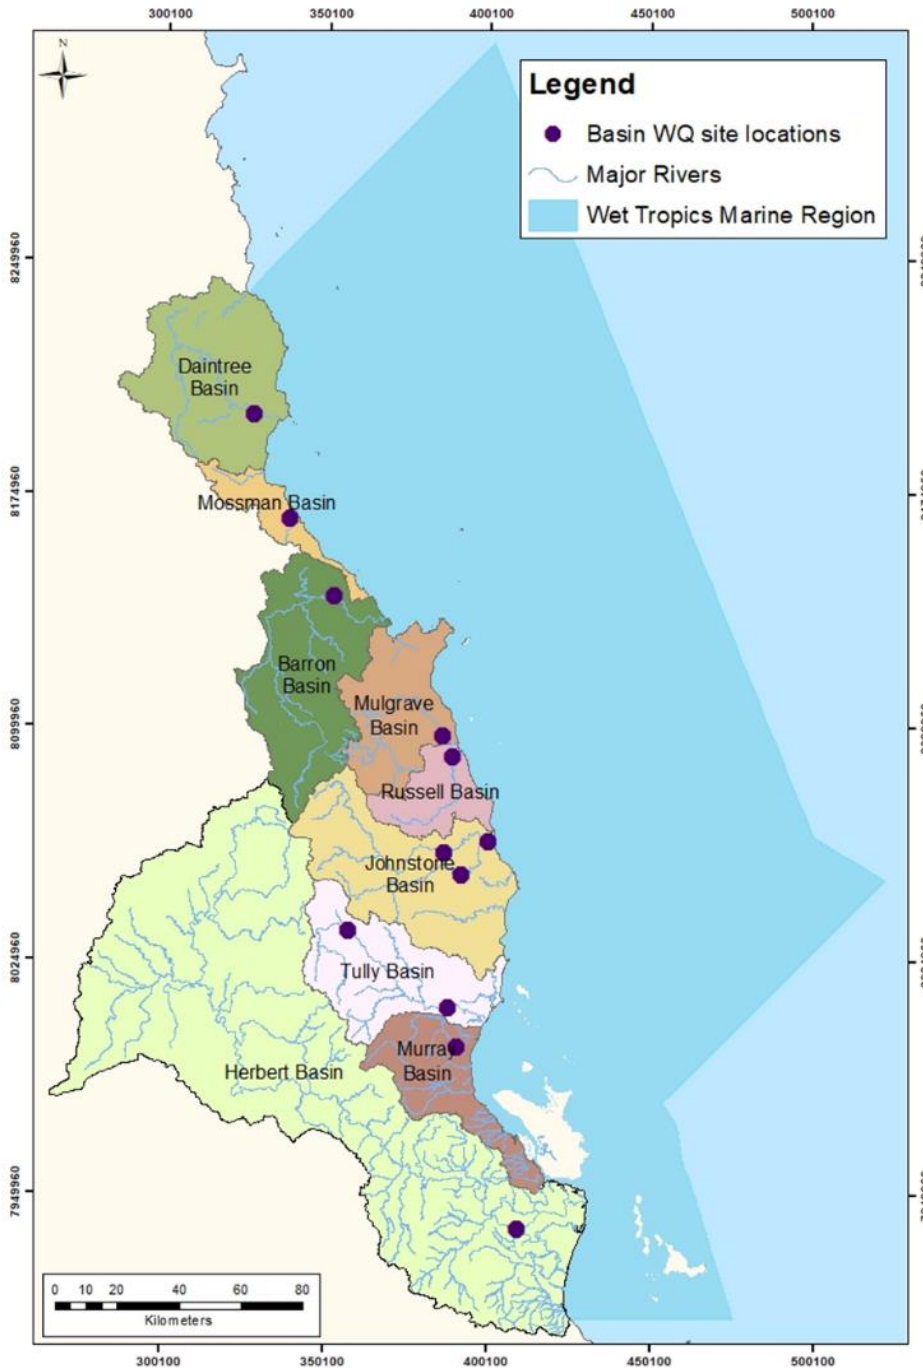 300100 350100 400100 450100 500100
N
Legend
Basin WQ site locations
Major Rivers
Wet Tropics Marine Region
8249960
Daintree
Basin
8174960
Mossman Basin
Barron
Basin
Mulgrave
Basin
8099960
Russell Basin
Johnstone
Basin
8024960
Tully Basin
Murray
Basin
Herbert Basin
7949960
0 10 20 40 60 80
Kilometers
300100 350100 400100 450100 500100